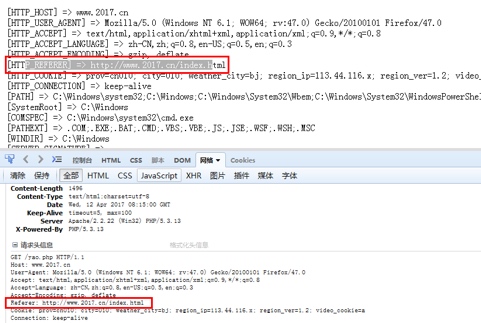 [HTTP_HOST] => www.2017.cn
[HTTP_USER_AGENT] => Mozilla/5.0 (Windows NT 6.1; WOW64; rv:47.0) Gecko/20100101 Firefox/47.0
[HTTP_ACCEPT] => text/html,application/xhtml+xml,application/xml;q=0.9,*/*;q=0.8
[HTTP_ACCEPT_LANGUAGE] => zh-CN,zh;q=0.8,en-US;q=0.5,en;q=0.3
[HTTP_ACCEPT_ENCODING] => gzip, deflate
[HTTP_REFERER] => http://www.2017.cn/index.html
[HTTP_COOKIE] => prov=cn010; city=010; weather_city=bj; region_ip=113.44.116.x; region_ver=1.2; video_
[HTTP_CONNECTION] => keep-alive
[PATH] => C:\Windows\system32;C:\Windows;C:\Windows\System32\Wbem;C:\Windows\System32\WindowsPowerShel
[SystemRoot] => C:\Windows
[COMSPEC] => C:\Windows\system32\cmd.exe
[PATHEXT] => .COM;.EXE;.BAT;.CMD;.VBS;.VBE;.JS;.JSE;.WSF;.WSH;.MSC
[WINDIR] => C:\Windows
控制台 HTML CSS 脚本 DOM 网络 Cookies
清除 保持 全部 HTML CSS JavaScript XHR 图片 插件 媒体 字体
Content-Length 1496
Content-Type text/html;charset=utf-8
Date Wed, 12 Apr 2017 08:15:00 GMT
Keep-Alive timeout=5, max=100
Server Apache/2.2.22 (Win32) PHP/5.3.13
X-Powered-By PHP/5.3.13
请求头信息 格式化头信息
GET /yao.php HTTP/1.1
Host: www.2017.cn
User-Agent: Mozilla/5.0 (Windows NT 6.1; WOW64; rv:47.0) Gecko/20100101 Firefox/47.0
Accept: text/html,application/xhtml+xml,application/xml;q=0.9,*/*;q=0.8
Accept-Language: zh-CN,zh;q=0.8,en-US;q=0.5,en;q=0.3
Accept-Encoding: gzip, deflate
Referer: http://www.2017.cn/index.html
Cookie: prov=cn010; city=010; weather_city=bj; region_ip=113.44.116.x; region_ver=1.2; video_cookie=a
Connection: keep-alive